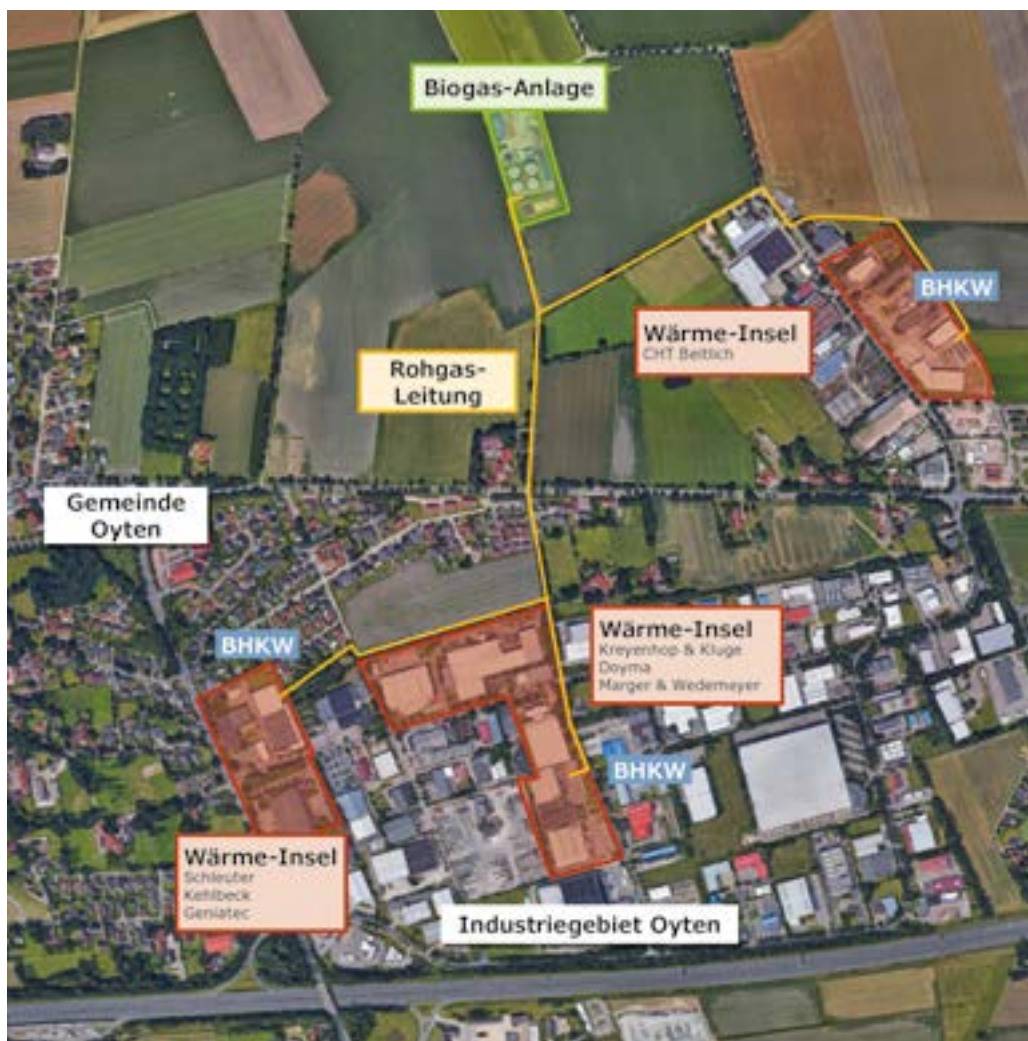 Biogas-Anlage
BHKW
Wärme-Insel
CHT Beitlich
Rohgas-
Leitung
Gemeinde
Oyten
Wärme-Insel
Kreyenhop & Kluge
Doyma
Marger & Wedemeyer
BHKW
BHKW
Wärme-Insel
Schleuter
Kehlbeck
Geniatec
Industriegebiet Oyten